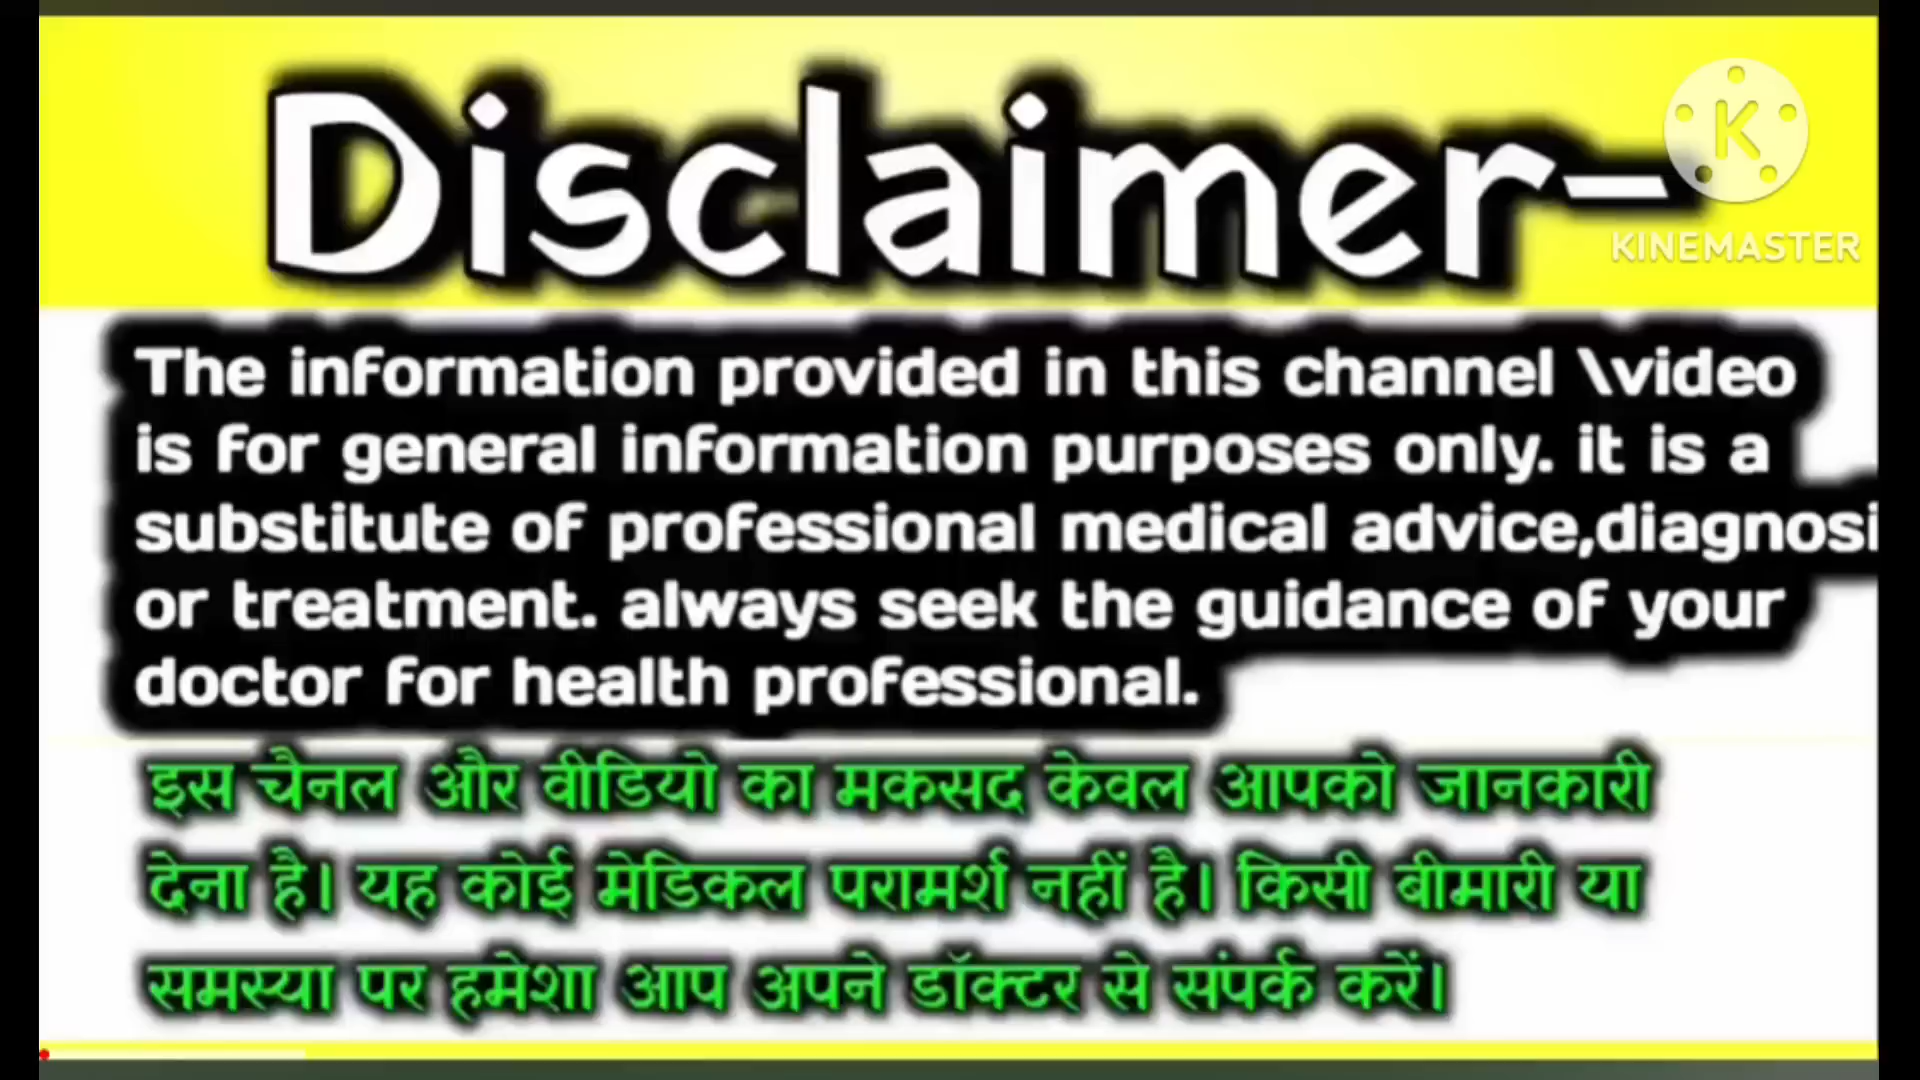 Disclaimer-
KINEMASTER
The information provided in this channel \video
is for general information purposes only. it is a
substitute of professional medical advice,diagnosi
or treatment. always seek the guidance of your
doctor for health professional.
इस चैनल और वीडियो का मकसद केवल आपको जानकारी
देना है। यह कोई मेडिकल परामर्श नहीं है। किसी बीमारी या
समस्या पर हमेशा आप अपने डॉक्टर से संपर्क करें।